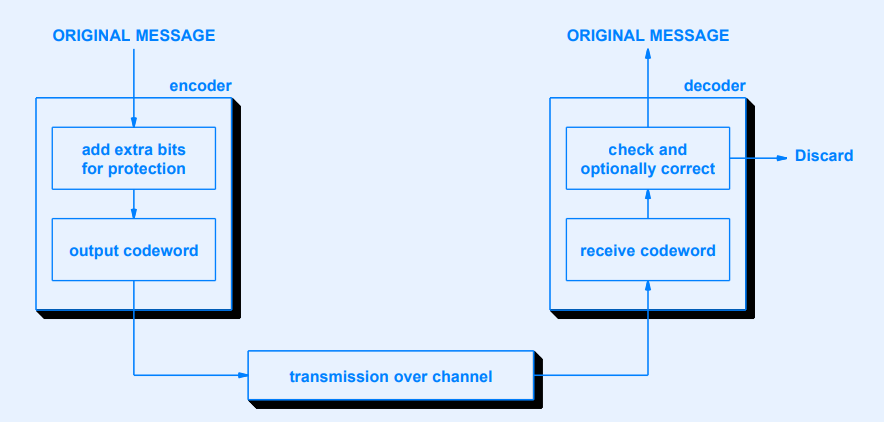 ORIGINAL MESSAGE
encoder
add extra bits
for protection
output codeword
transmission over channel
ORIGINAL MESSAGE
decoder
check and
optionally correct
Discard
receive codeword